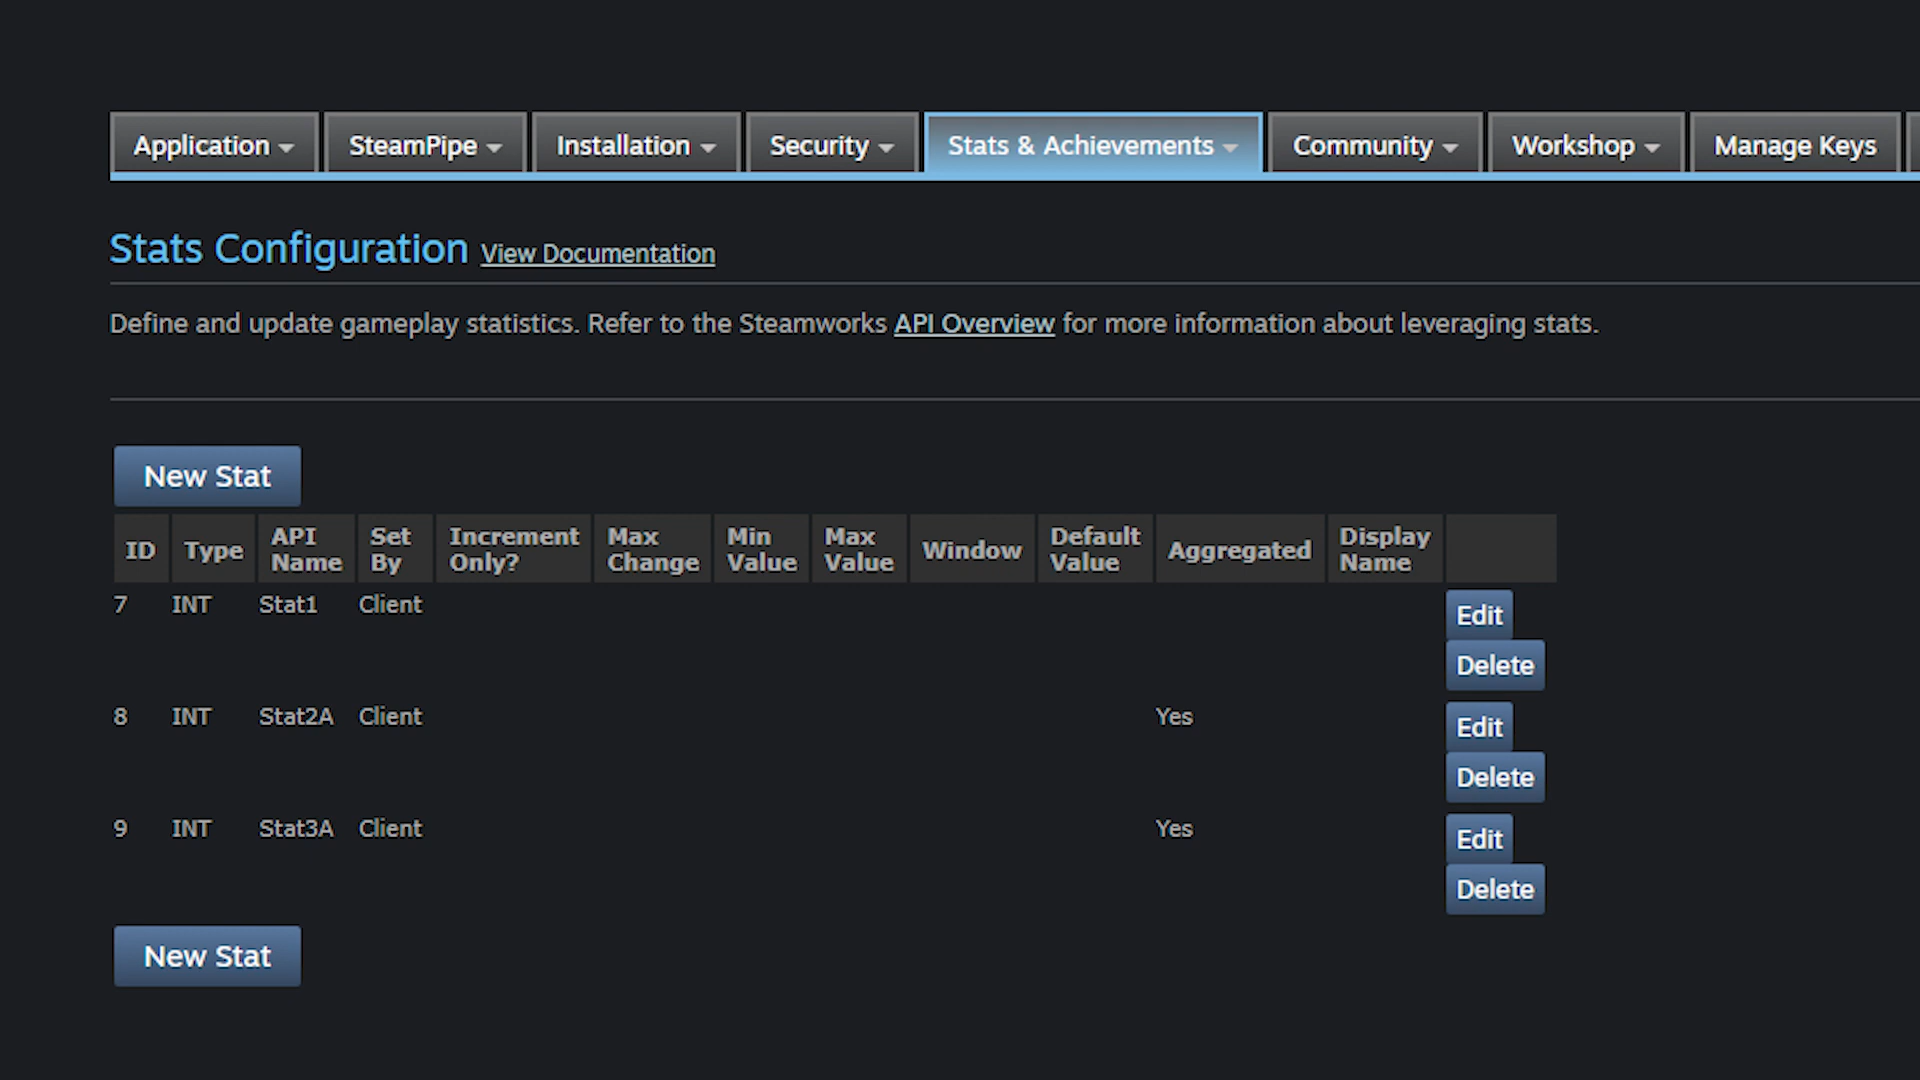 Application SteamPipe Installation Security Stats & Achievements Community Workshop Manage Keys
Stats Configuration View Documentation
Define and update gameplay statistics. Refer to the Steamworks API Overview for more information about leveraging stats.
New Stat
ID Type API Name Set By Increment Only? Max Change Min Value Max Value Window Default Value Aggregated Display Name
7 INT Stat1 Client Edit
Delete
8 INT Stat2A Client Yes Edit
Delete
9 INT Stat3A Client Yes Edit
Delete
New Stat